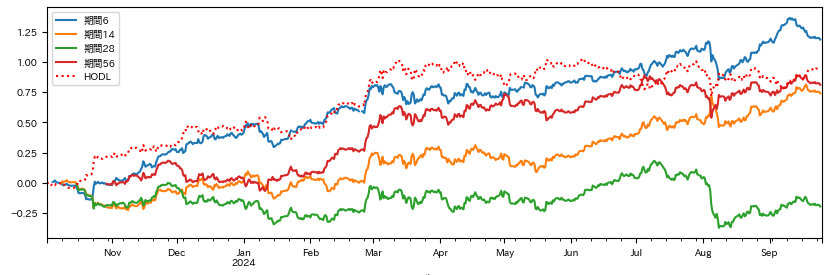 期間6
期間14
期間28
期間56
HODL
1.25
1.00
0.75
0.50
0.25
0.00
−0.25
Nov Dec Jan Feb Mar Apr May Jun Jul Aug Sep
2024